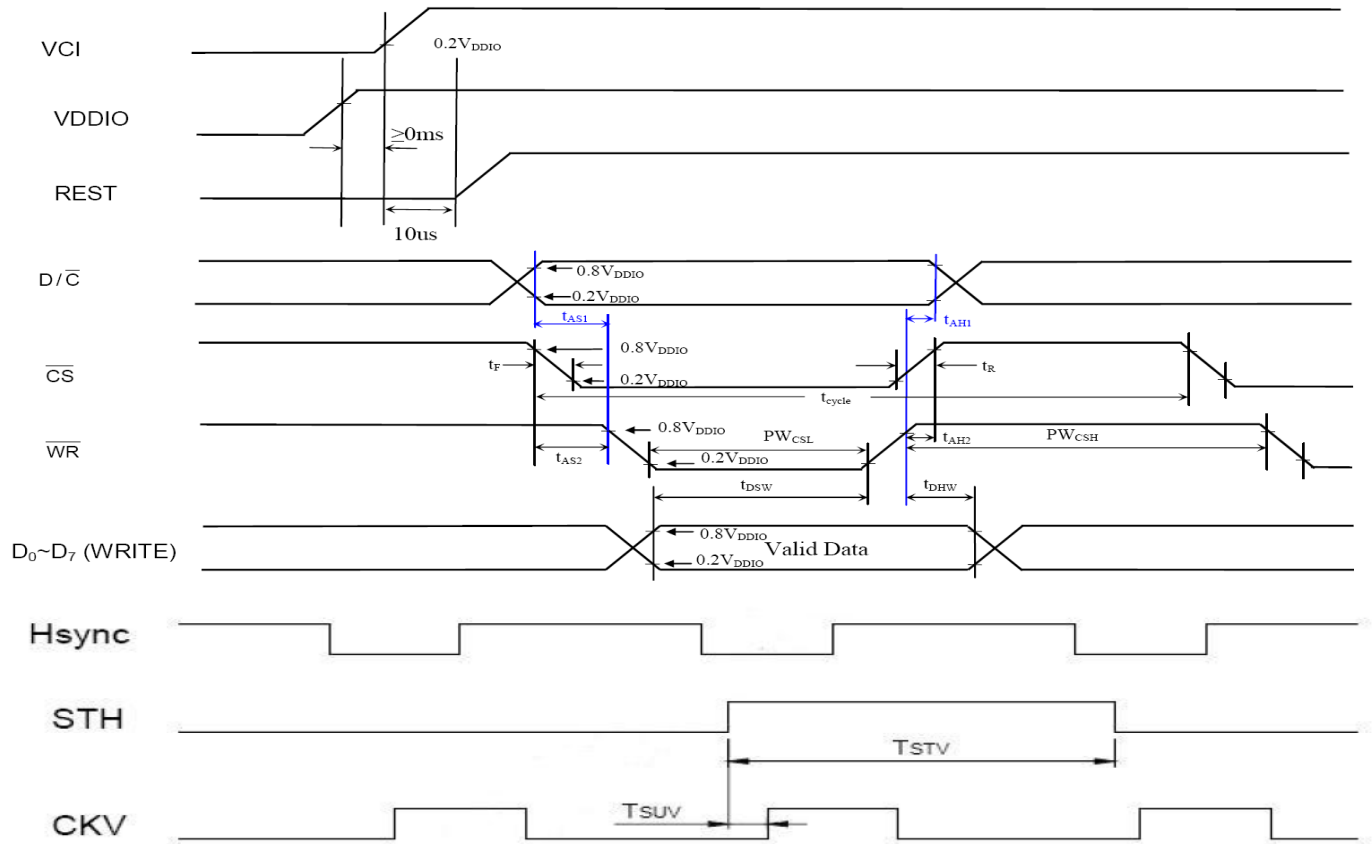 VCI
0.2VDDIO
VDDIO
≥0ms
REST
10us
D/C̅
0.8VDDIO
0.2VDDIO
tAS1
tAH1
C̅S̅
tF
0.8VDDIO
0.2VDDIO
tR
tcycle
W̅R̅
0.8VDDIO
PWCSL
tAH2
PWCSH
tAS2
0.2VDDIO
tDSW
tDHW
D0~D7 (WRITE)
0.8VDDIO
Valid Data
0.2VDDIO
Hsync
STH
TSTV
TSUV
CKV